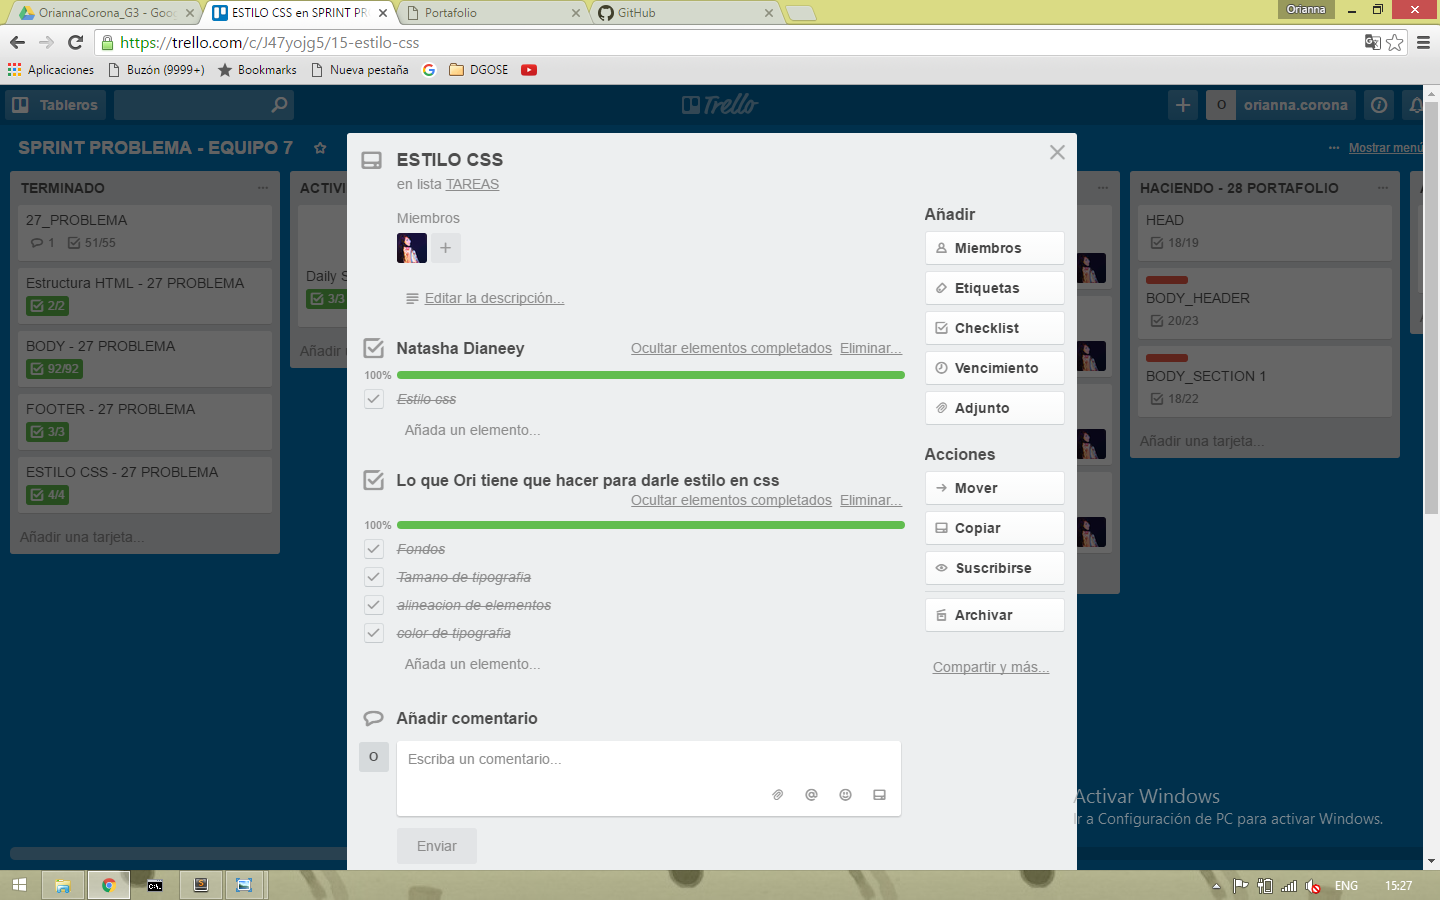 OriannaCorona_G3 - Goo
ESTILO CSS en SPRINT PR
Portafolio
GitHub
Orianna
https://trello.com/c/J47yojg5/15-estilo-css
Aplicaciones
Buzón (9999+)
Bookmarks
Nueva pestaña
DGOSE
Tableros
Trello
O
orianna.corona
SPRINT PROBLEMA - EQUIPO 7
Mostrar menú
TERMINADO
27_PROBLEMA
1 51/55
Estructura HTML - 27 PROBLEMA
2/2
BODY - 27 PROBLEMA
92/92
FOOTER - 27 PROBLEMA
3/3
ESTILO CSS - 27 PROBLEMA
4/4
Añadir una tarjeta...
ACTIVI
Daily S
3/3
Añadir u
ESTILO CSS
en lista TAREAS
Miembros
Editar la descripción...
Natasha Dianeey
Ocultar elementos completados Eliminar...
100%
Estilo css
Añada un elemento...
Lo que Ori tiene que hacer para darle estilo en css
Ocultar elementos completados Eliminar...
100%
Fondos
Tamano de tipografia
alineacion de elementos
color de tipografia
Añada un elemento...
Añadir comentario
O
Escriba un comentario...
Enviar
Añadir
Miembros
Etiquetas
Checklist
Vencimiento
Adjunto
Acciones
Mover
Copiar
Suscribirse
Archivar
Compartir y más...
HACIENDO - 28 PORTAFOLIO
HEAD
18/19
BODY_HEADER
20/23
BODY_SECTION 1
18/22
Añadir una tarjeta...
Activar Windows
Ir a Configuración de PC para activar Windows.
ENG
15:27